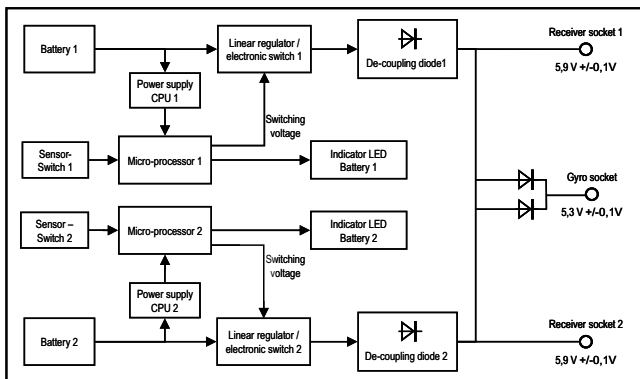 Battery 1
Linear regulator /
electronic switch 1
De-coupling diode1
Receiver socket 1
5,9 V +/-0,1V
Power supply
CPU 1
Switching
voltage
Sensor-
Switch 1
Micro-processor 1
Indicator LED
Battery 1
Gyro socket
5,3 V +/-0,1V
Sensor –
Switch 2
Micro-processor 2
Indicator LED
Battery 2
Switching
voltage
Power supply
CPU 2
Battery 2
Linear regulator /
electronic switch 2
De-coupling diode 2
Receiver socket 2
5,9 V +/-0,1V